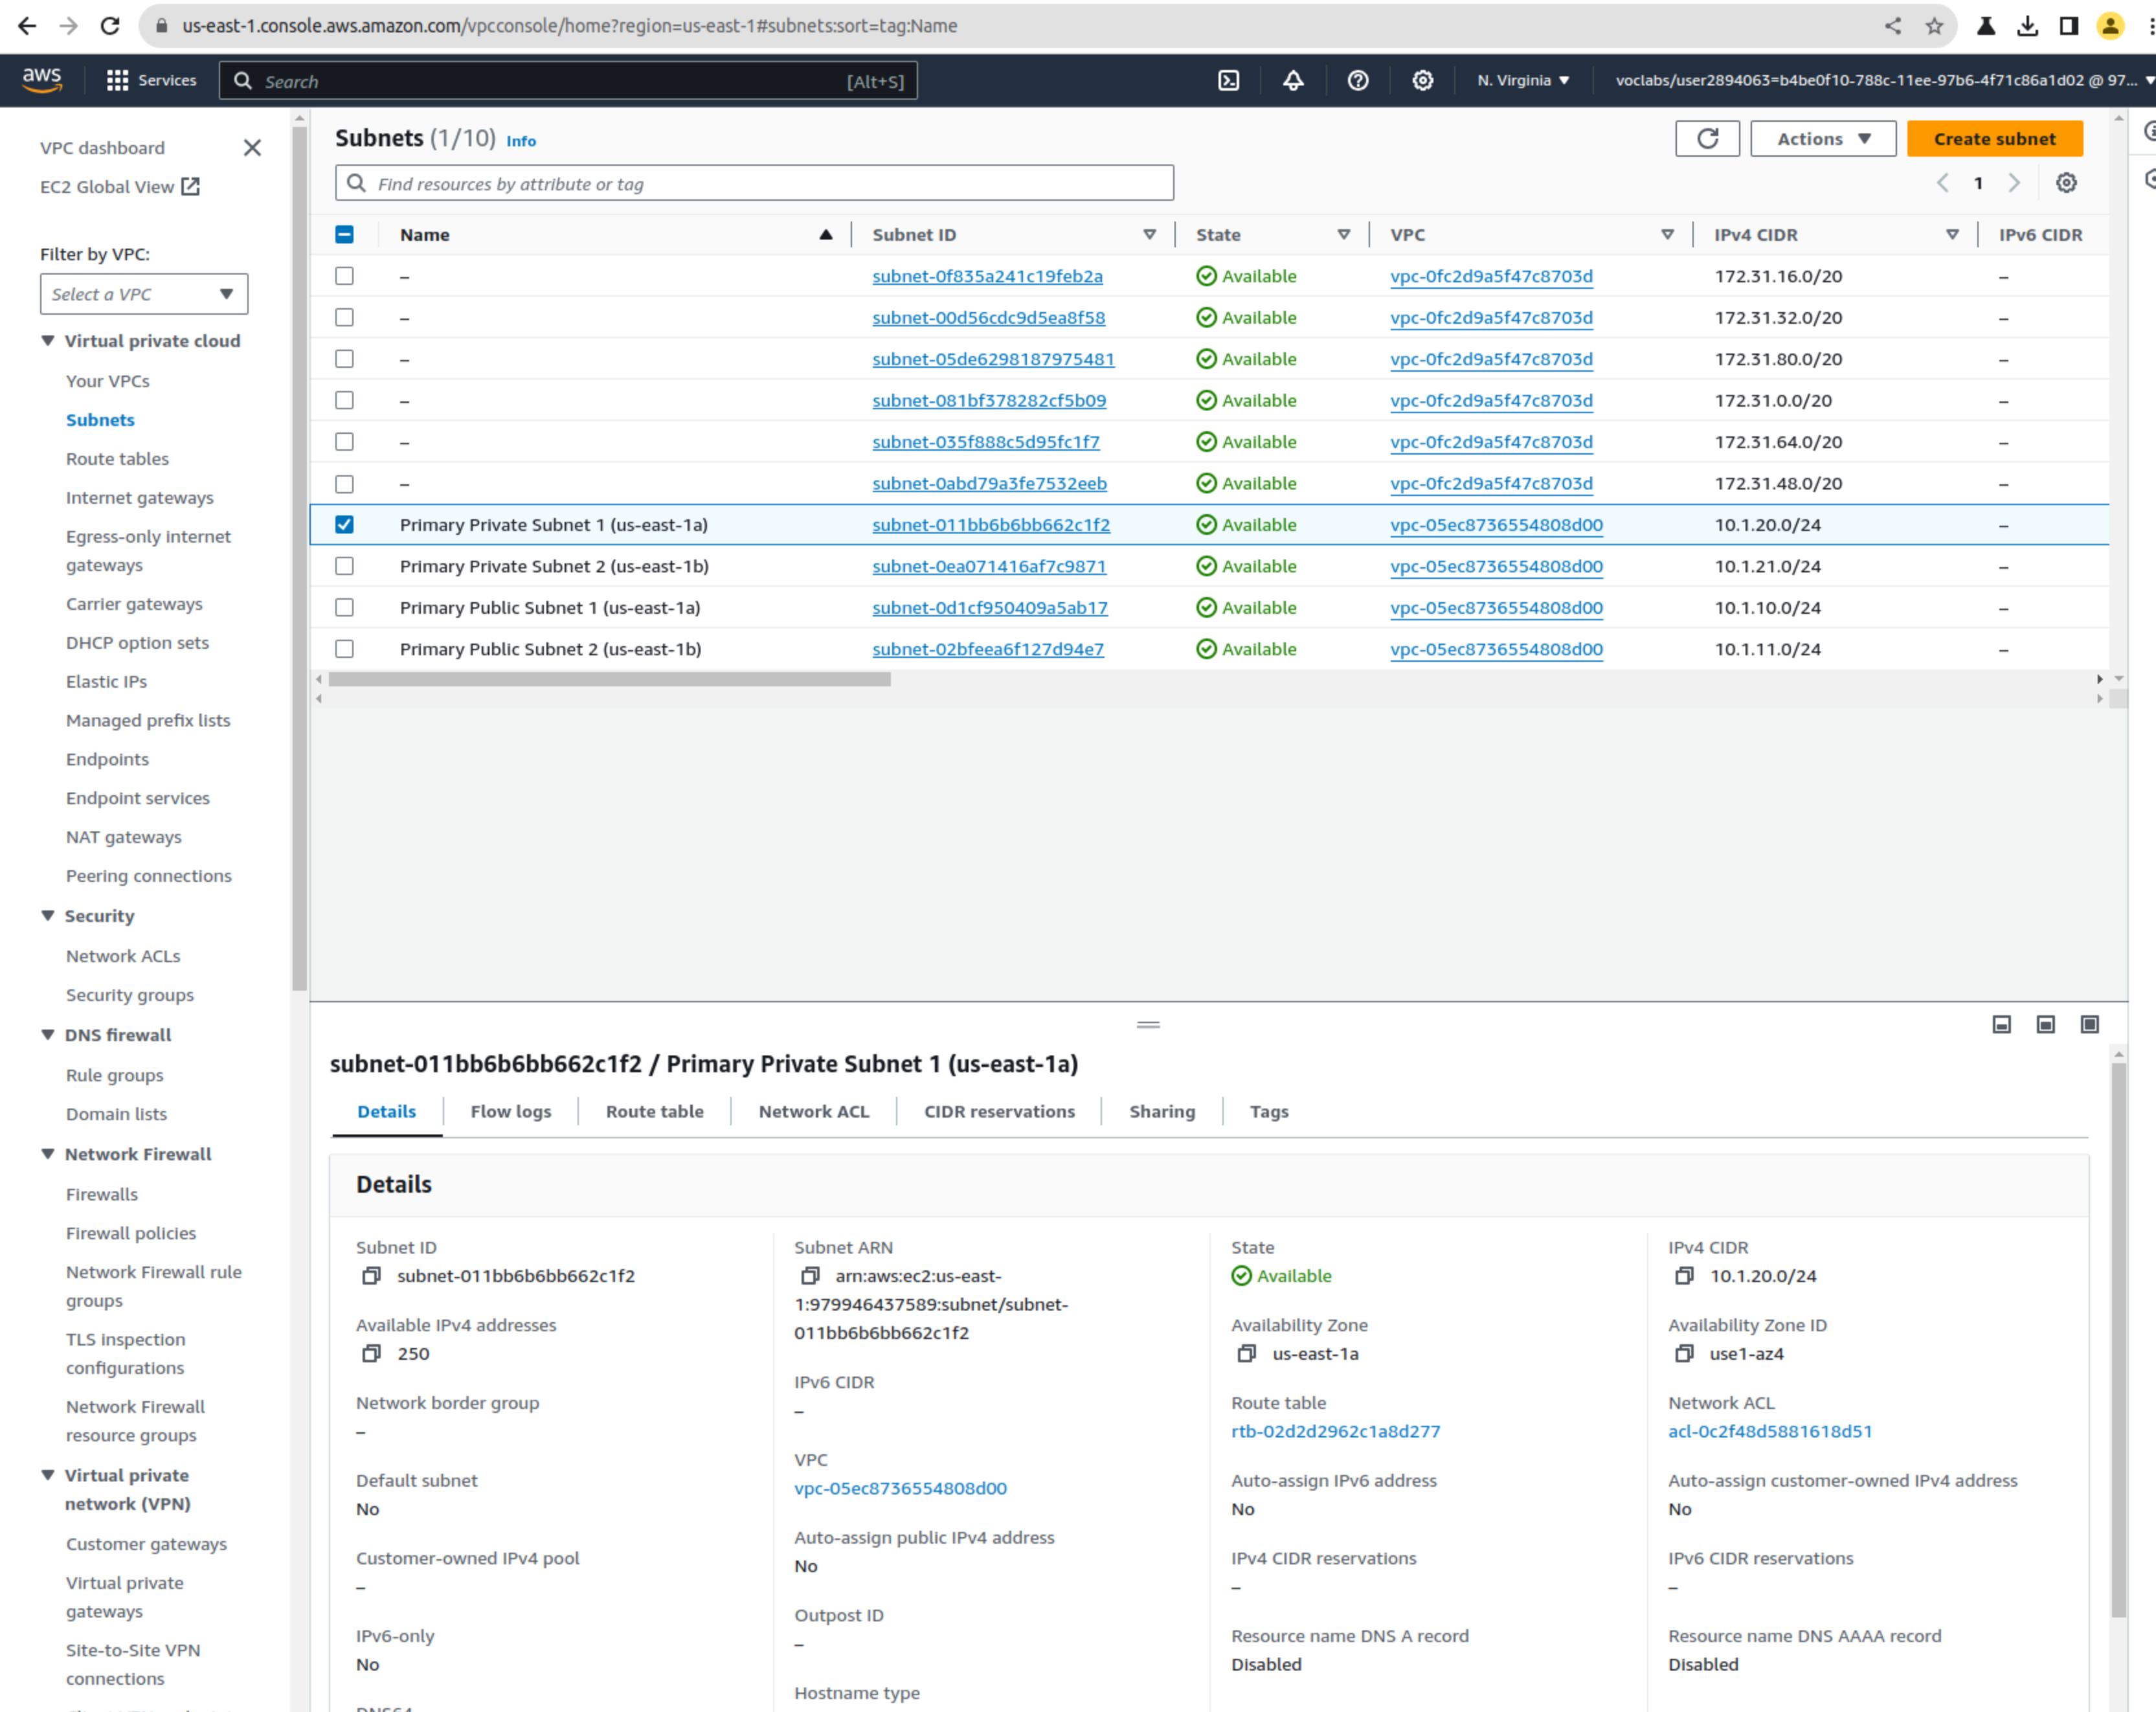 us-east-1.console.aws.amazon.com/vpcconsole/home?region=us-east-1#subnets:sort=tag:Name
aws Services Search [Alt+S] N. Virginia voclabs/user2894063=b4be0f10-788c-11ee-97b6-4f71c86a1d02 @ 97...
VPC dashboard
EC2 Global View
Filter by VPC:
Select a VPC
Virtual private cloud
Your VPCs
Subnets
Route tables
Internet gateways
Egress-only internet
gateways
Carrier gateways
DHCP option sets
Elastic IPs
Managed prefix lists
Endpoints
Endpoint services
NAT gateways
Peering connections
Security
Network ACLs
Security groups
DNS firewall
Rule groups
Domain lists
Network Firewall
Firewalls
Firewall policies
Network Firewall rule
groups
TLS inspection
configurations
Network Firewall
resource groups
Virtual private
network (VPN)
Customer gateways
Virtual private
gateways
Site-to-Site VPN
connections
Subnets (1/10) Info
Actions Create subnet
Find resources by attribute or tag
1
Name Subnet ID State VPC IPv4 CIDR IPv6 CIDR
– subnet-0f835a241c19feb2a Available vpc-0fc2d9a5f47c8703d 172.31.16.0/20 –
– subnet-00d56cdc9d5ea8f58 Available vpc-0fc2d9a5f47c8703d 172.31.32.0/20 –
– subnet-05de6298187975481 Available vpc-0fc2d9a5f47c8703d 172.31.80.0/20 –
– subnet-081bf378282cf5b09 Available vpc-0fc2d9a5f47c8703d 172.31.0.0/20 –
– subnet-035f888c5d95fc1f7 Available vpc-0fc2d9a5f47c8703d 172.31.64.0/20 –
– subnet-0abd79a3fe7532eeb Available vpc-0fc2d9a5f47c8703d 172.31.48.0/20 –
Primary Private Subnet 1 (us-east-1a) subnet-011bb6b6bb662c1f2 Available vpc-05ec8736554808d00 10.1.20.0/24 –
Primary Private Subnet 2 (us-east-1b) subnet-0ea071416af7c9871 Available vpc-05ec8736554808d00 10.1.21.0/24 –
Primary Public Subnet 1 (us-east-1a) subnet-0d1cf950409a5ab17 Available vpc-05ec8736554808d00 10.1.10.0/24 –
Primary Public Subnet 2 (us-east-1b) subnet-02bfeea6f127d94e7 Available vpc-05ec8736554808d00 10.1.11.0/24 –
subnet-011bb6b6bb662c1f2 / Primary Private Subnet 1 (us-east-1a)
Details Flow logs Route table Network ACL CIDR reservations Sharing Tags
Details
Subnet ID
subnet-011bb6b6bb662c1f2
Available IPv4 addresses
250
Network border group
–
Default subnet
No
Customer-owned IPv4 pool
–
IPv6-only
No
Subnet ARN
arn:aws:ec2:us-east-
1:979946437589:subnet/subnet-
011bb6b6bb662c1f2
IPv6 CIDR
–
VPC
vpc-05ec8736554808d00
Auto-assign public IPv4 address
No
Outpost ID
–
Hostname type
State
Available
Availability Zone
us-east-1a
Route table
rtb-02d2d2962c1a8d277
Auto-assign IPv6 address
No
IPv4 CIDR reservations
–
Resource name DNS A record
Disabled
IPv4 CIDR
10.1.20.0/24
Availability Zone ID
use1-az4
Network ACL
acl-0c2f48d5881618d51
Auto-assign customer-owned IPv4 address
No
IPv6 CIDR reservations
–
Resource name DNS AAAA record
Disabled